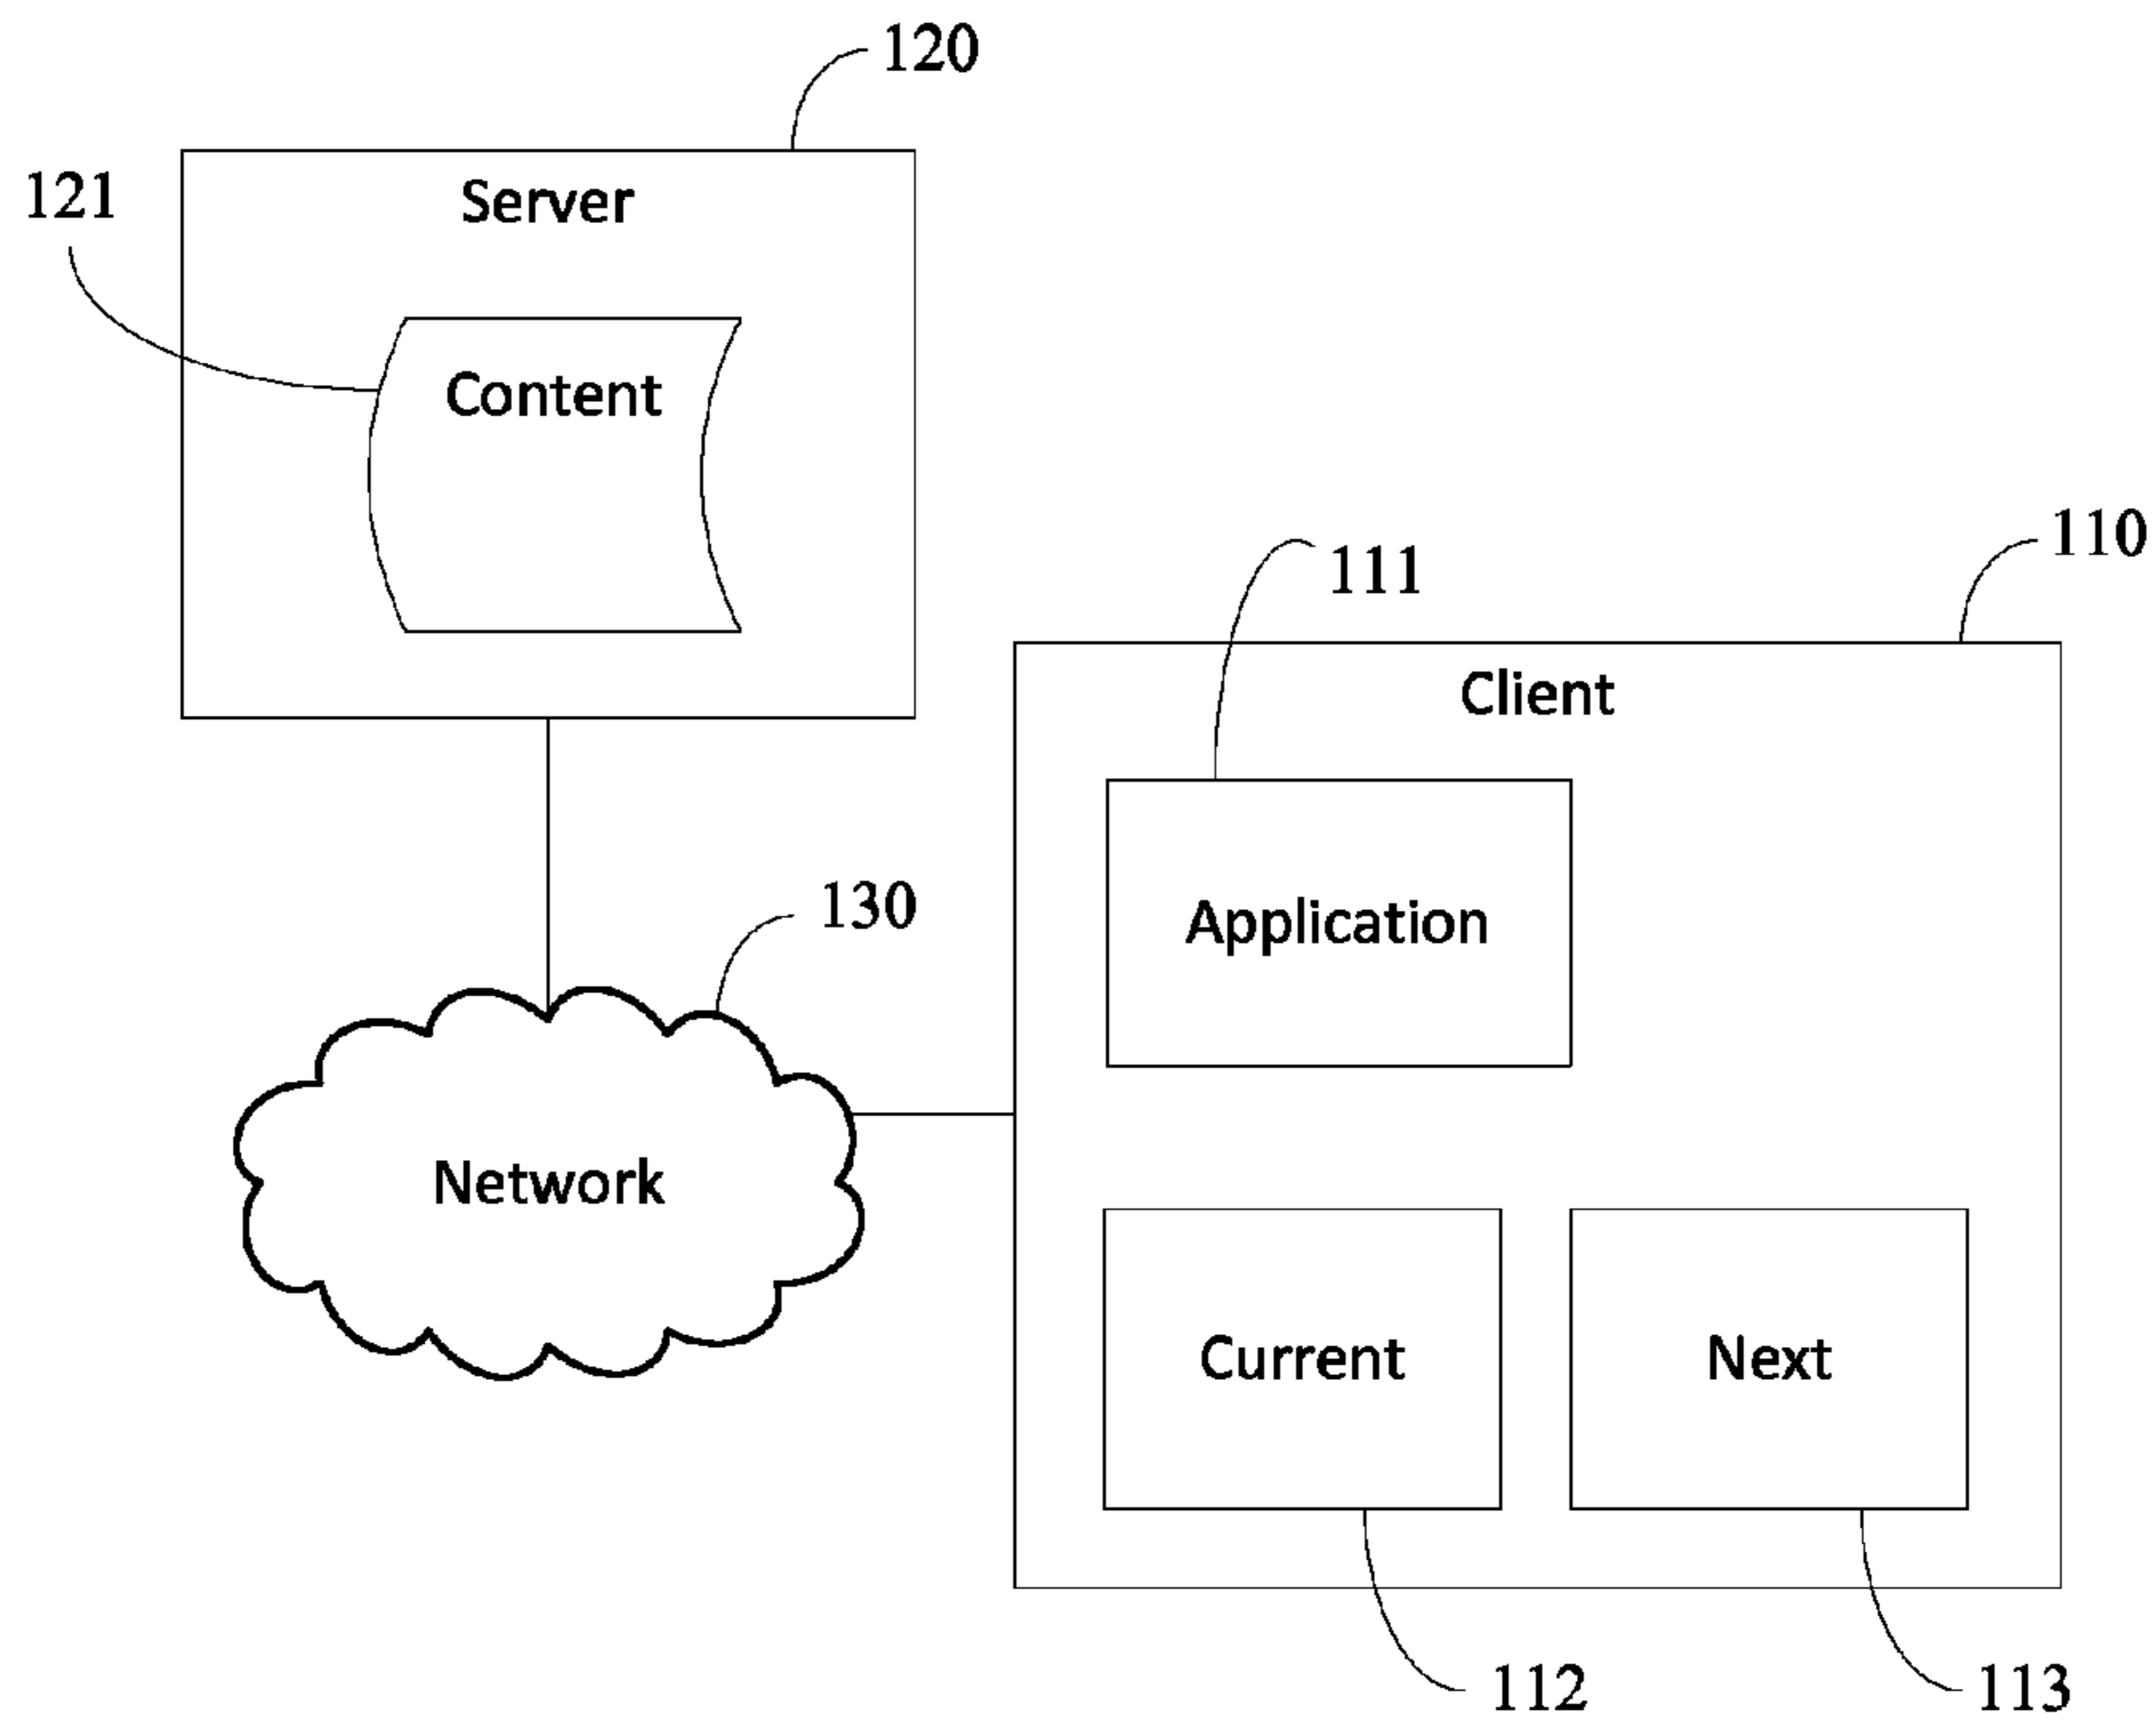 120
121
Server
Content
110
111
Client
Application
130
Network
Current
Next
112
113